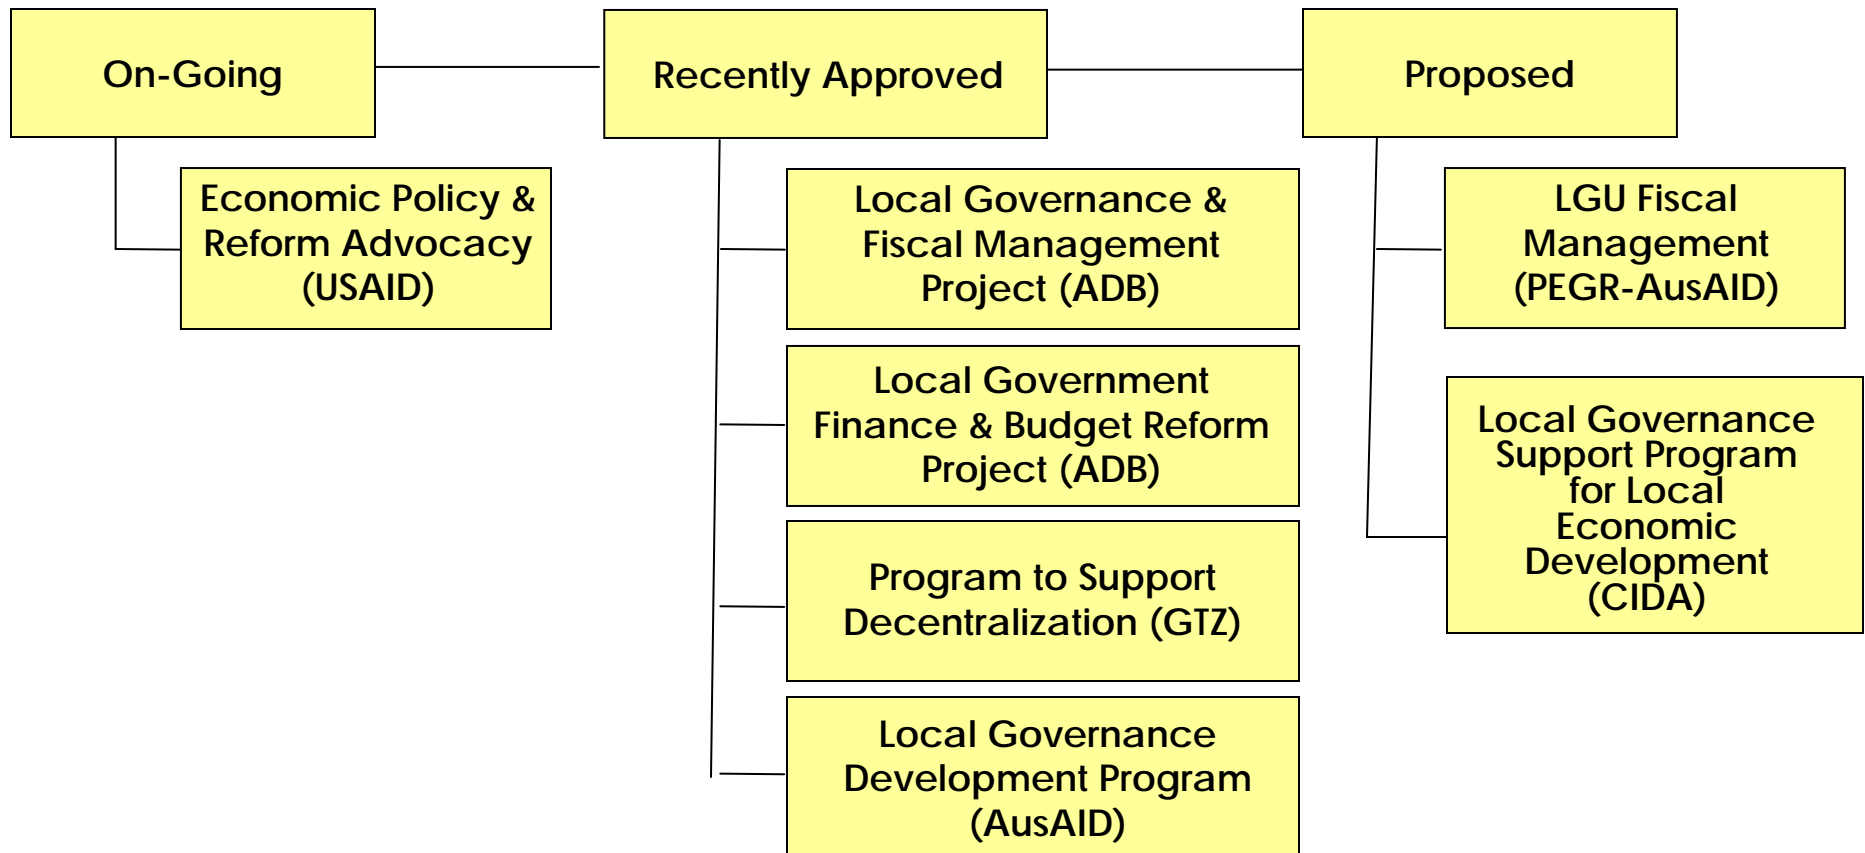 On-Going
Recently Approved
Proposed
Economic Policy &
Reform Advocacy
(USAID)
Local Governance &
Fiscal Management
Project (ADB)
Local Government
Finance & Budget Reform
Project (ADB)
Program to Support
Decentralization (GTZ)
Local Governance
Development Program
(AusAID)
LGU Fiscal
Management
(PEGR-AusAID)
Local Governance
Support Program
for Local
Economic
Development
(CIDA)